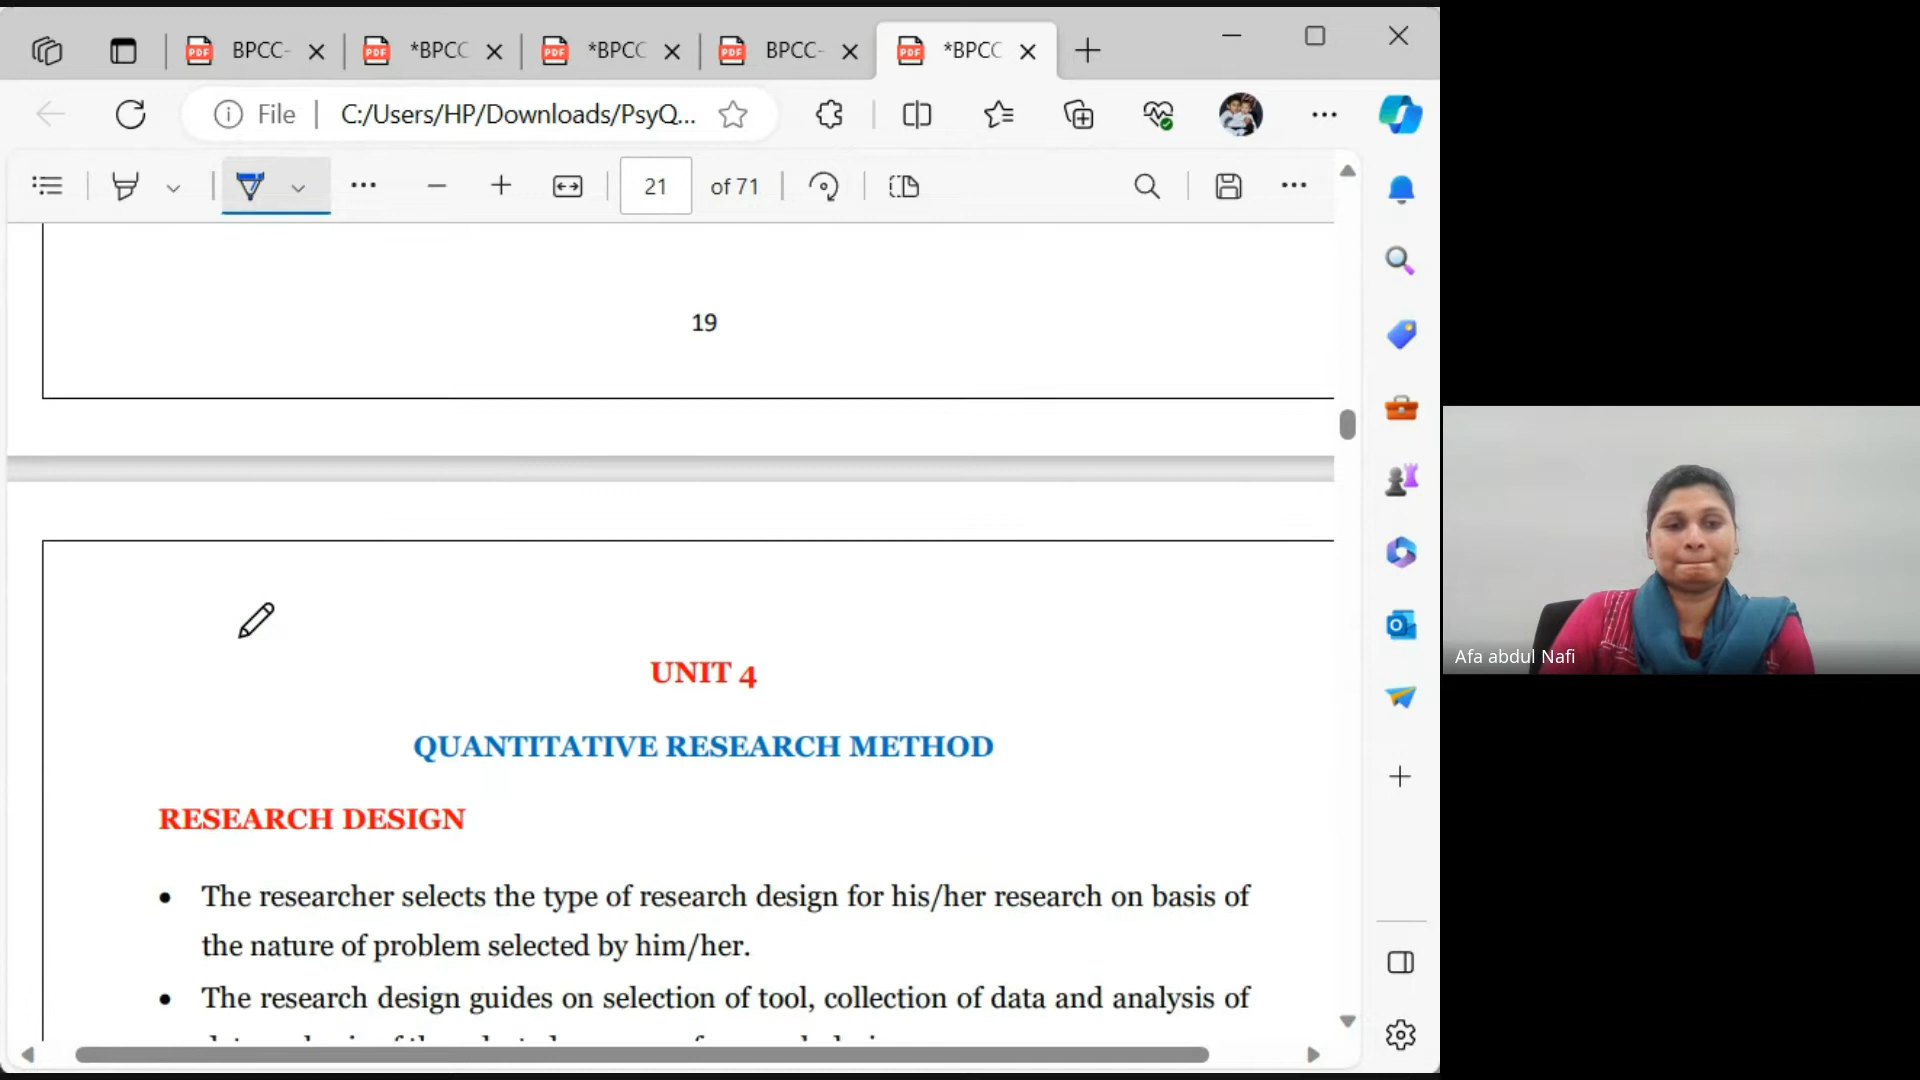 BPCC-
*BPCC
*BPCC
BPCC-
*BPCC
File
C:/Users/HP/Downloads/PsyQ...
21 of 71
19
UNIT 4
QUANTITATIVE RESEARCH METHOD
RESEARCH DESIGN
• The researcher selects the type of research design for his/her research on basis of
the nature of problem selected by him/her.
• The research design guides on selection of tool, collection of data and analysis of
Afa abdul Nafi